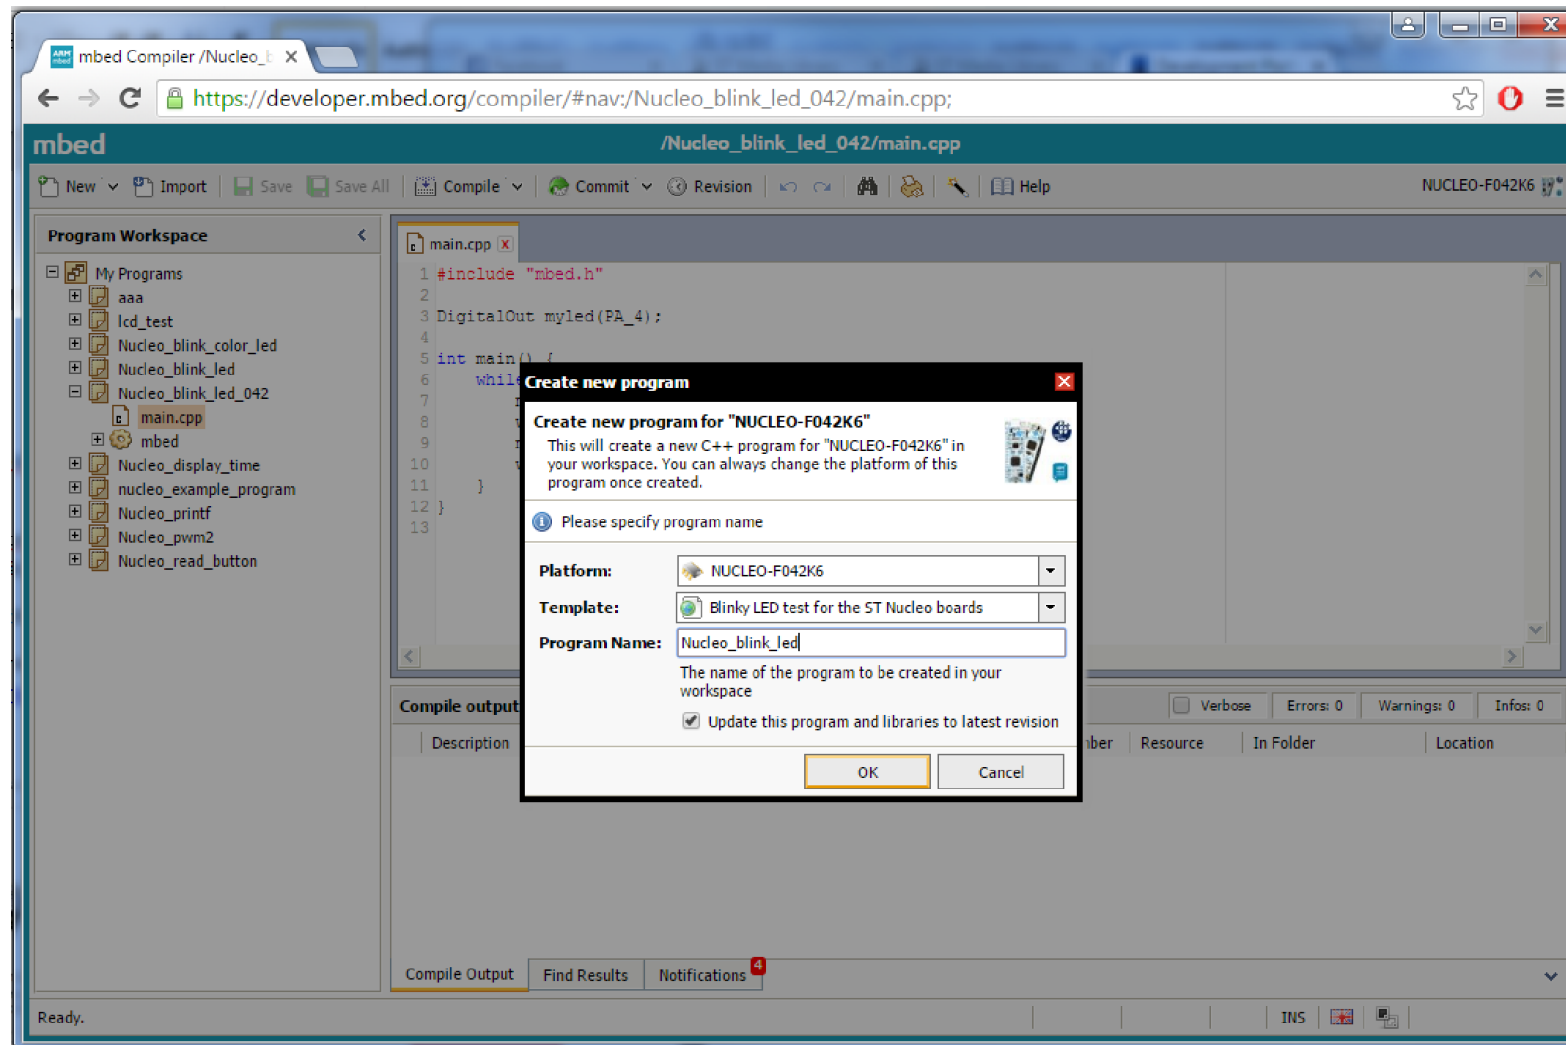 mbed Compiler /Nucleo_b
https://developer.mbed.org/compiler/#nav:/Nucleo_blink_led_042/main.cpp;
mbed
/Nucleo_blink_led_042/main.cpp
New Import Save Save All Compile Commit Revision Help NUCLEO-F042K6
Program Workspace
My Programs
aaa
lcd_test
Nucleo_blink_color_led
Nucleo_blink_led
Nucleo_blink_led_042
main.cpp
mbed
Nucleo_display_time
nucleo_example_program
Nucleo_printf
Nucleo_pwm2
Nucleo_read_button
main.cpp
1 #include "mbed.h"
2
3 DigitalOut myled(PA_4);
4
5 int main() {
6 while
7
8
9
10
11 }
12 }
13
Create new program
Create new program for "NUCLEO-F042K6"
This will create a new C++ program for "NUCLEO-F042K6" in
your workspace. You can always change the platform of this
program once created.
Please specify program name
Platform: NUCLEO-F042K6
Template: Blinky LED test for the ST Nucleo boards
Program Name: Nucleo_blink_led
The name of the program to be created in your
workspace
Update this program and libraries to latest revision
OK Cancel
Compile output Verbose Errors: 0 Warnings: 0 Infos: 0
Description Resource In Folder Location
Compile Output Find Results Notifications 4
Ready. INS